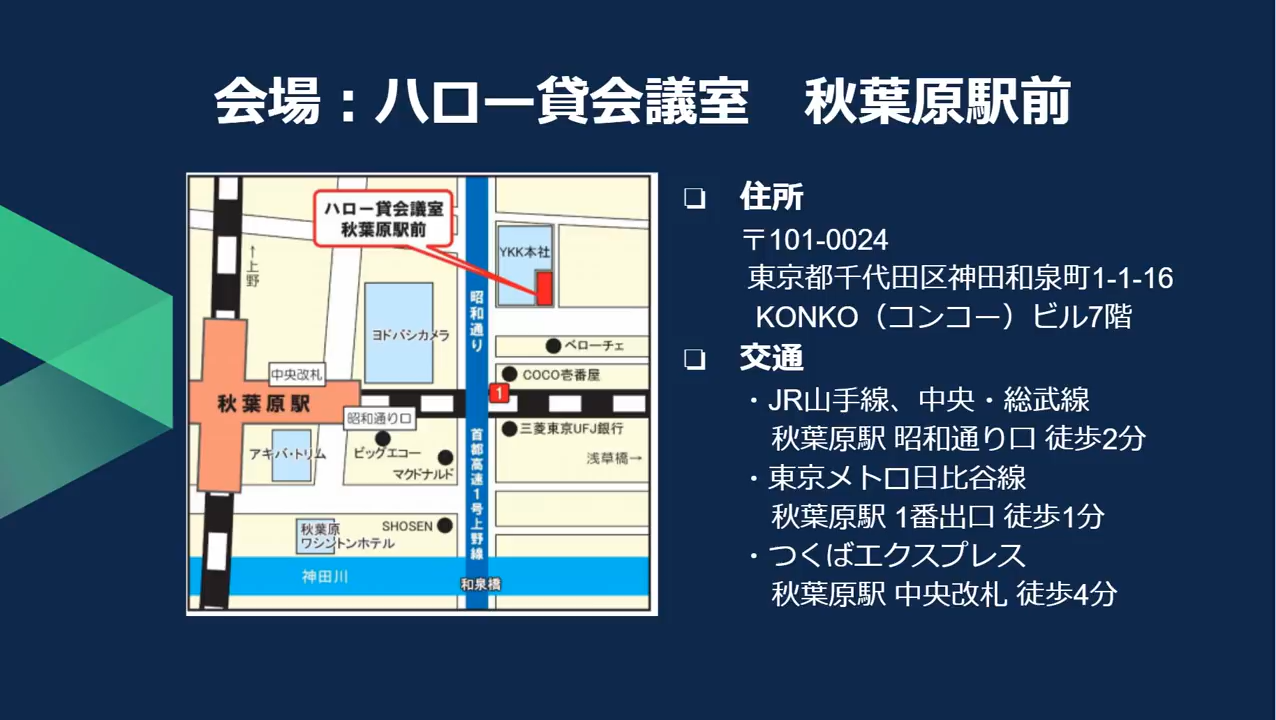 会場：ハロー貸会議室　秋葉原駅前
ハロー貸会議室
秋葉原駅前
←上野
YKK本社
昭和通り
ヨドバシカメラ
ベローチェ
中央改札
COCO壱番屋
1
秋葉原駅
昭和通り口
三菱東京UFJ銀行
アキバ・トリム
ビッグエコー
マクドナルド
浅草橋→
首都高速1号上野線
秋葉原
ワシントンホテル
SHOSEN
神田川
和泉橋
❏ 住所
〒101-0024
東京都千代田区神田和泉町1-1-16
KONKO（コンコー）ビル7階
❏ 交通
・JR山手線、中央・総武線
秋葉原駅 昭和通り口 徒歩2分
・東京メトロ日比谷線
秋葉原駅 1番出口 徒歩1分
・つくばエクスプレス
秋葉原駅 中央改札 徒歩4分